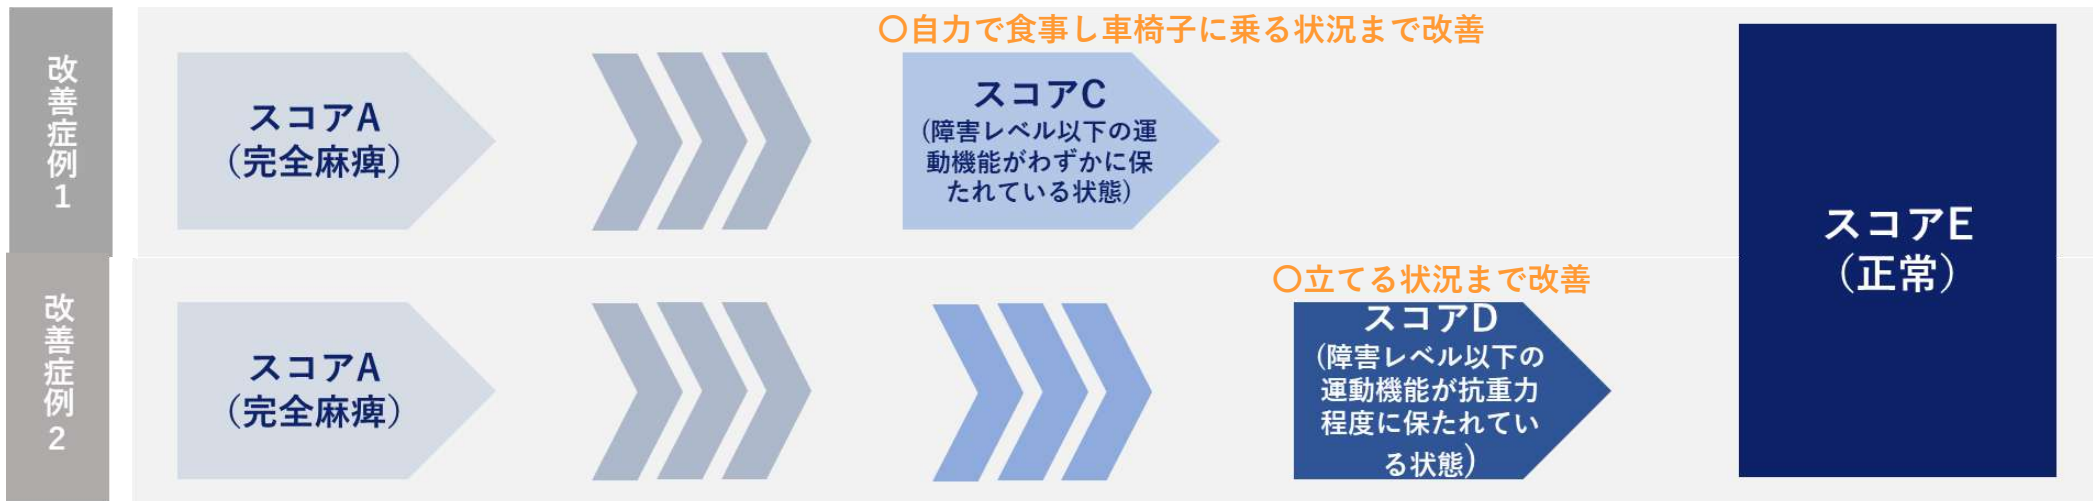 改善症例1
〇自力で食事し車椅子に乗る状況まで改善
スコアA
（完全麻痺）
スコアC
(障害レベル以下の運
動機能がわずかに保
たれている状態)
改善症例2
〇立てる状況まで改善
スコアA
（完全麻痺）
スコアD
(障害レベル以下の
運動機能が抗重力
程度に保たれてい
る状態)
スコアE
（正常）